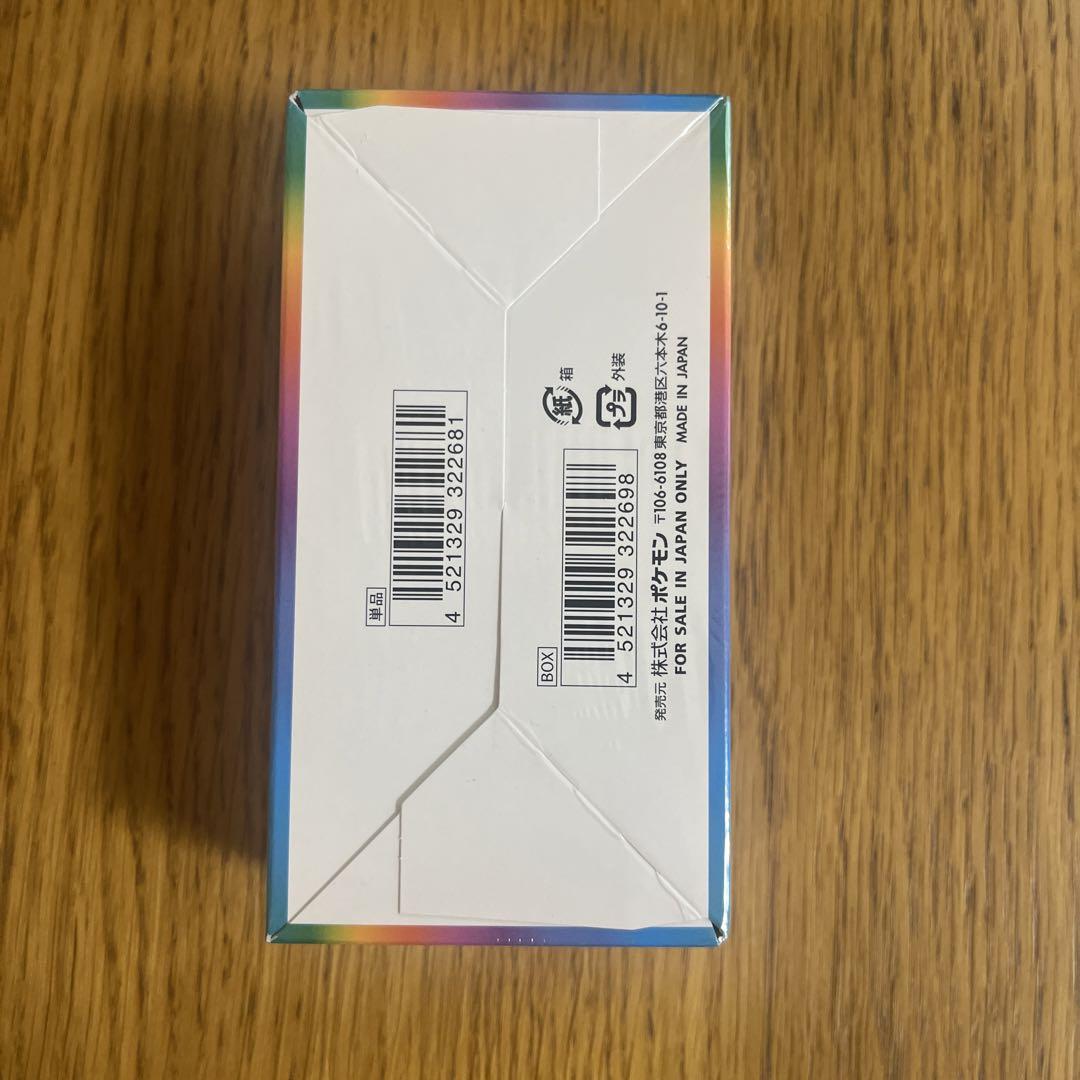 単品
4 521329 322681
BOX
4 521329 322698
紙 箱
プラ 外装
発売元 株式会社 ポケモン 〒106-6108 東京都港区六本木6-10-1
FOR SALE IN JAPAN ONLY MADE IN JAPAN